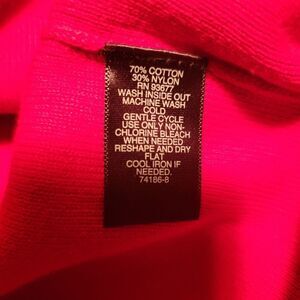 70% COTTON
30% NYLON
RN 93677
WASH INSIDE OUT
MACHINE WASH
COLD
GENTLE CYCLE
USE ONLY NON-
CHLORINE BLEACH
WHEN NEEDED
RESHAPE AND DRY
FLAT
COOL IRON IF
NEEDED.
74186-8